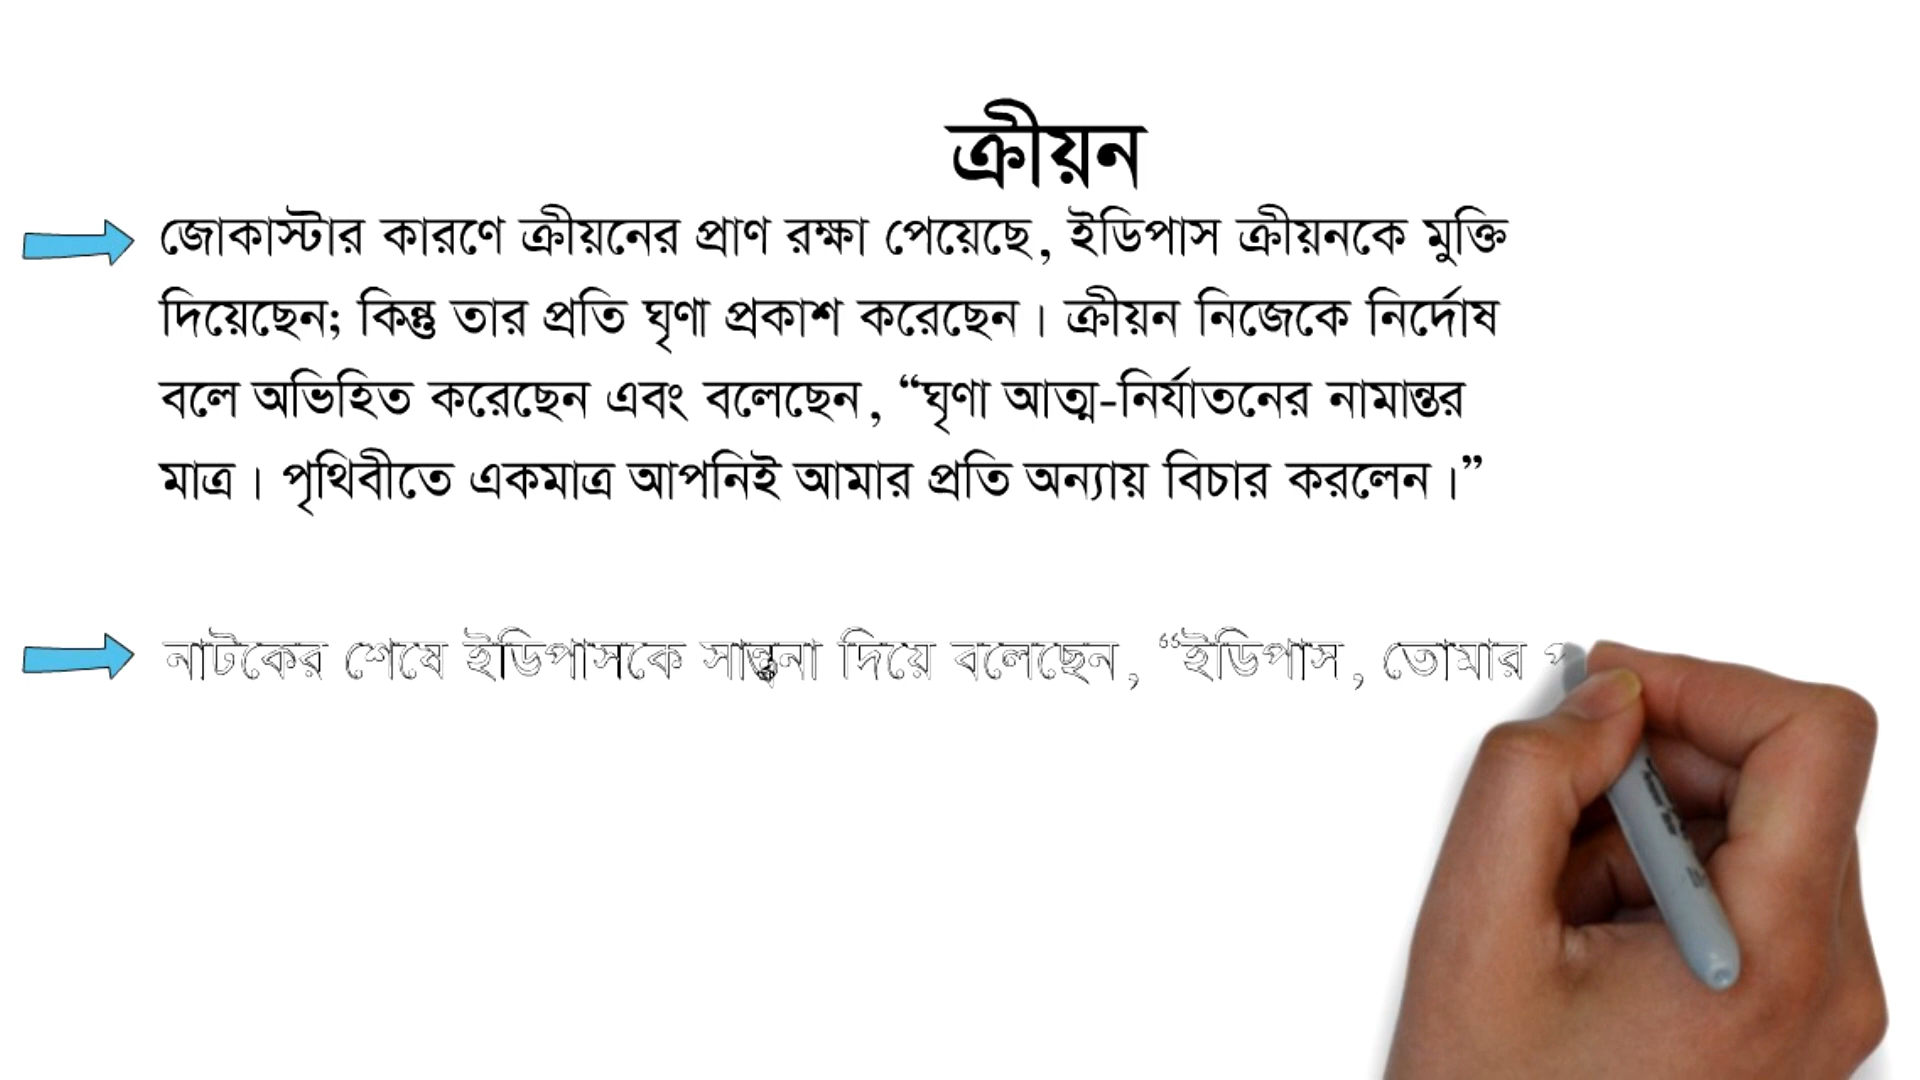 ক্রীয়ন
জোকাস্টার কারণে ক্রীয়নের প্রাণ রক্ষা পেয়েছে, ইডিপাস ক্রীয়নকে মুক্তি
দিয়েছেন; কিন্তু তার প্রতি ঘৃণা প্রকাশ করেছেন। ক্রীয়ন নিজেকে নির্দোষ
বলে অভিহিত করেছেন এবং বলেছেন, “ঘৃণা আত্ম-নির্যাতনের নামান্তর
মাত্র। পৃথিবীতে একমাত্র আপনিই আমার প্রতি অন্যায় বিচার করলেন।”
নাটকের শেষে ইডিপাসকে সান্ত্বনা দিয়ে বলেছেন, “ইডিপাস, তোমার